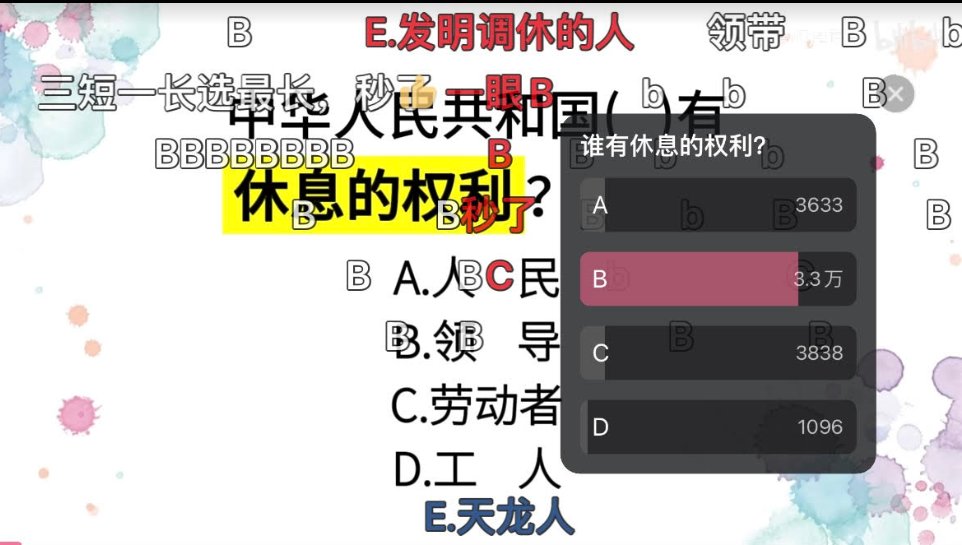 B E.发明调休的人 领带 B b
三短一长选最长，秒了👍 一眼B b b B
中华人民共和国( )有
BBBBBBBB B b b b B
休息的权利？
B B 秒了 B b B B
A.人 民
B B C b C
B.领 导
B B B B
C.劳动者
D.工 人
E.天龙人
谁有休息的权利?
A 3633
B 3.3万
C 3838
D 1096